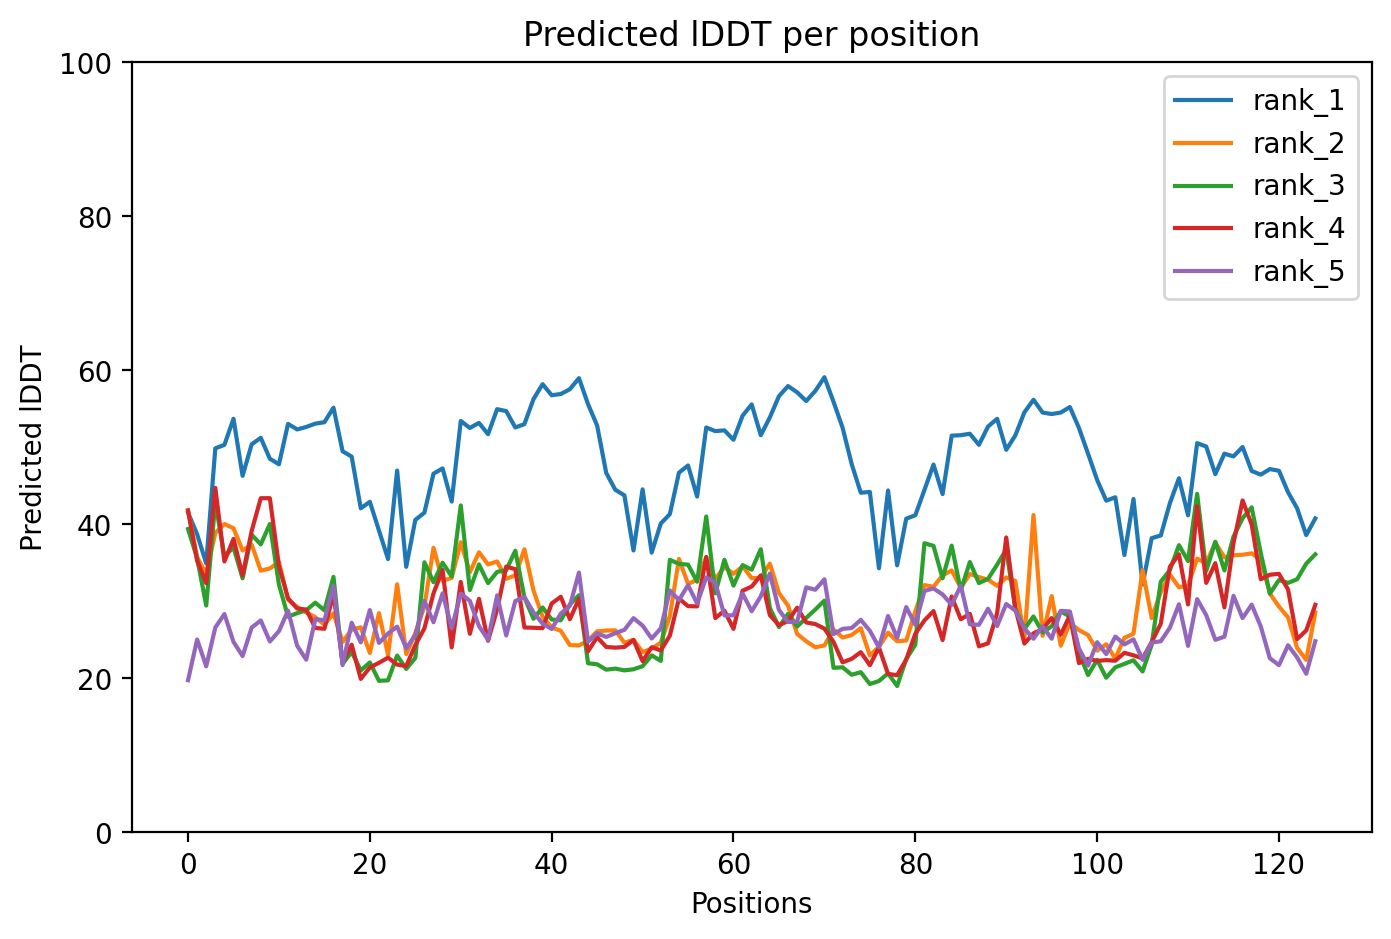 Predicted lDDT per position
100
80
60
40
20
0
Predicted lDDT
0 20 40 60 80 100 120
Positions
rank_1
rank_2
rank_3
rank_4
rank_5